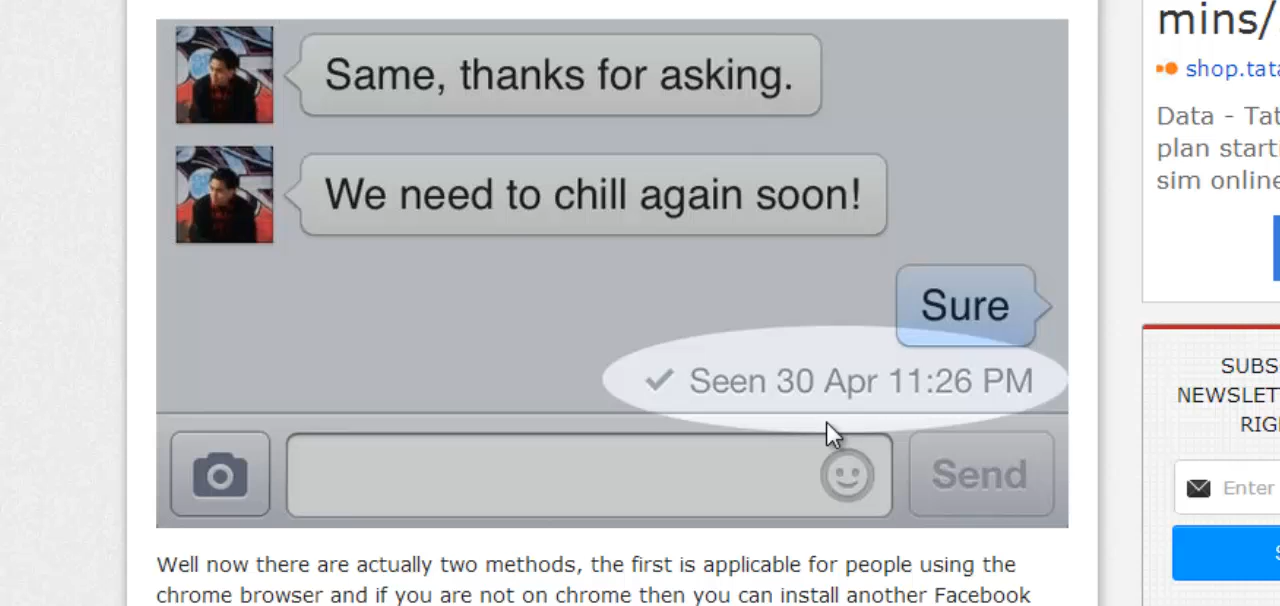 Same, thanks for asking.
We need to chill again soon!
Sure
Seen 30 Apr 11:26 PM
Send
Well now there are actually two methods, the first is applicable for people using the
chrome browser and if you are not on chrome then you can install another Facebook
mins/
shop.tata
Data - Tat
plan starti
sim online
SUBS
NEWSLET
RIG
Enter